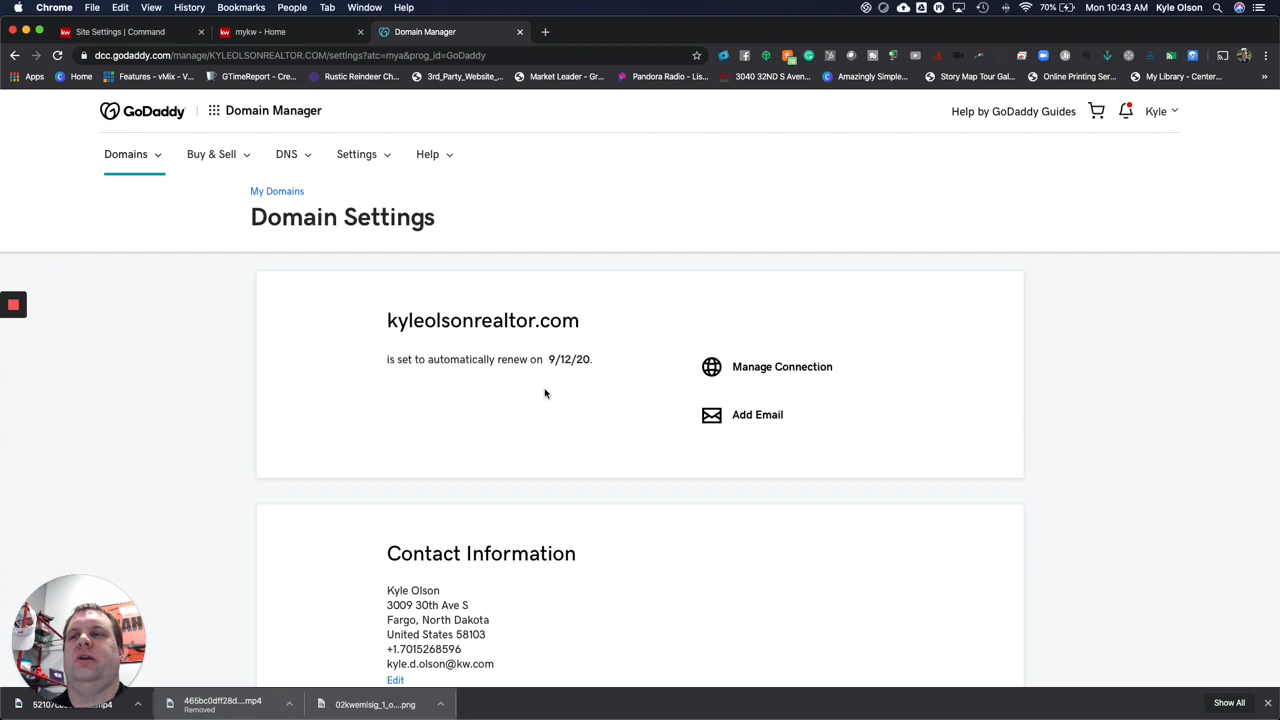 Chrome File Edit View History Bookmarks People Tab Window Help 70% Mon 10:43 AM Kyle Olson
Site Settings | Command
mykw - Home
Domain Manager
dcc.godaddy.com/manage/KYLEOLSONREALTOR.COM/settings?atc=mya&prog_id=GoDaddy
Apps Home Features - vMix - V... GTimeReport - Cre... Rustic Reindeer Ch... 3rd_Party_Website_... Market Leader - Gr... Pandora Radio - Lis... 3040 32ND S Aven... Amazingly Simple... Story Map Tour Gal... Online Printing Ser... My Library - Center... »
GoDaddy
Domain Manager
Help by GoDaddy Guides
Kyle
Domains
Buy & Sell
DNS
Settings
Help
My Domains
Domain Settings
kyleolsonrealtor.com
is set to automatically renew on 9/12/20.
Manage Connection
Add Email
Contact Information
Kyle Olson
3009 30th Ave S
Fargo, North Dakota
United States 58103
+1.7015268596
kyle.d.olson@kw.com
Edit
465bc0dff28d....mp4
Removed
02kwemlsig_1_o....png
Show All